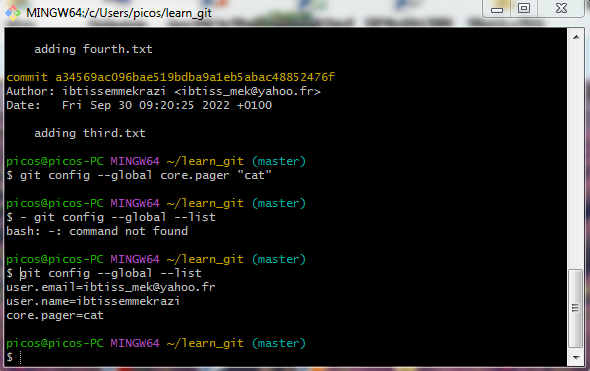 MINGW64:/c/Users/picos/learn_git
adding fourth.txt
commit a34569ac096bae519bdba9a1eb5abac48852476f
Author: ibtissemmekrazi <ibtiss_mek@yahoo.fr>
Date:   Fri Sep 30 09:20:25 2022 +0100
adding third.txt
picos@picos-PC MINGW64 ~/learn_git (master)
$ git config --global core.pager "cat"
picos@picos-PC MINGW64 ~/learn_git (master)
$ - git config --global --list
bash: -: command not found
picos@picos-PC MINGW64 ~/learn_git (master)
$ git config --global --list
user.email=ibtiss_mek@yahoo.fr
user.name=ibtissemmekrazi
core.pager=cat
picos@picos-PC MINGW64 ~/learn_git (master)
$